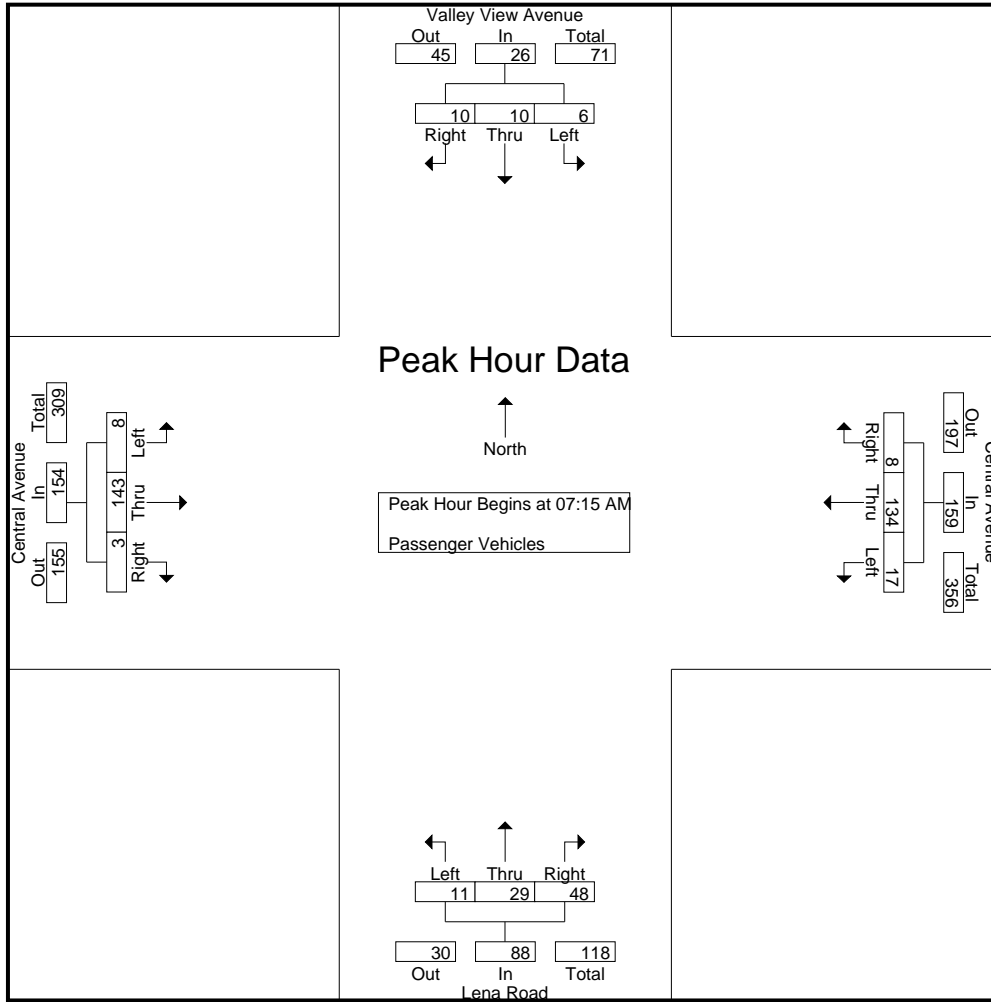 Valley View Avenue
Out In Total
45 26 71
10 10 6
Right Thru Left
Peak Hour Data
North
Peak Hour Begins at 07:15 AM
Passenger Vehicles
Central Avenue
Total In Out
309 154 155
8 143 3
Left Thru Right
Central Avenue
Out In Total
197 159 356
8 134 17
Right Thru Left
Left Thru Right
11 29 48
30 88 118
Out In Total
Lena Road